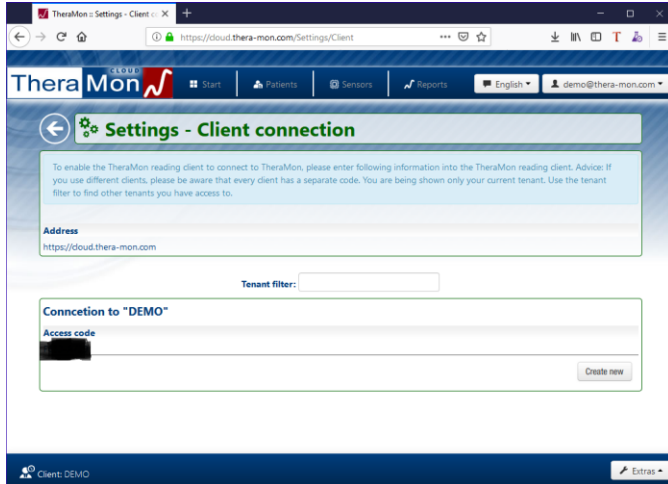 TheraMon :: Settings - Client c
https://cloud.thera-mon.com/Settings/Client
TheraMon CLOUD
Start
Patients
Sensors
Reports
English
demo@thera-mon.com
Settings - Client connection
To enable the TheraMon reading client to connect to TheraMon, please enter following information into the TheraMon reading client. Advice: If
you use different clients, please be aware that every client has a separate code. You are being shown only your current tenant. Use the tenant
filter to find other tenants you have access to.
Address
https://cloud.thera-mon.com
Tenant filter:
Conncetion to "DEMO"
Access code
Create new
Client: DEMO
Extras